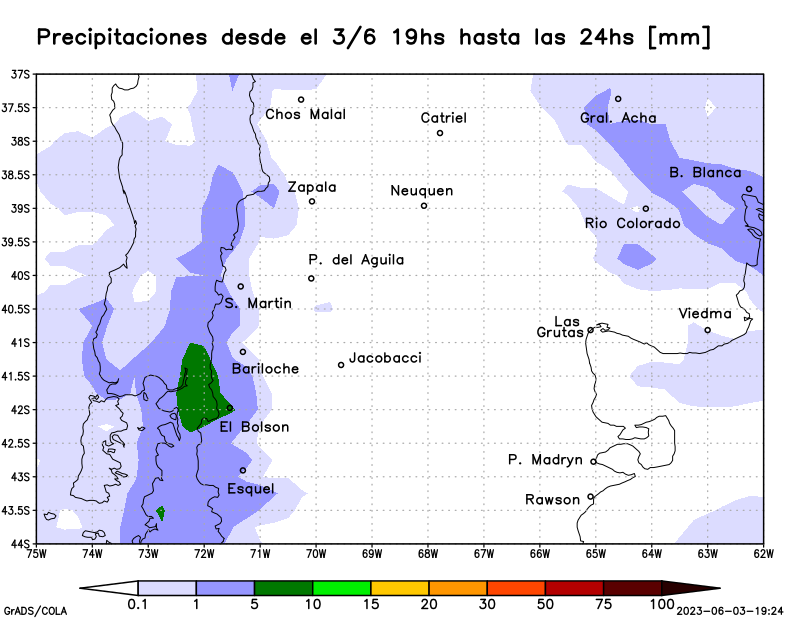 Precipitaciones desde el 3/6 19hs hasta las 24hs [mm]
37S
37.5S
38S
38.5S
39S
39.5S
40S
40.5S
41S
41.5S
42S
42.5S
43S
43.5S
44S
Chos Malal
Catriel
Gral. Acha
B. Blanca
Zapala
Neuquen
Rio Colorado
P. del Aguila
S. Martin
Viedma
Las
Grutas
Jacobacci
Bariloche
El Bolson
P. Madryn
Esquel
Rawson
75W 74W 73W 72W 71W 70W 69W 68W 67W 66W 65W 64W 63W 62W
0.1 1 5 10 15 20 30 50 75 100
GrADS/COLA
2023-06-03-19:24